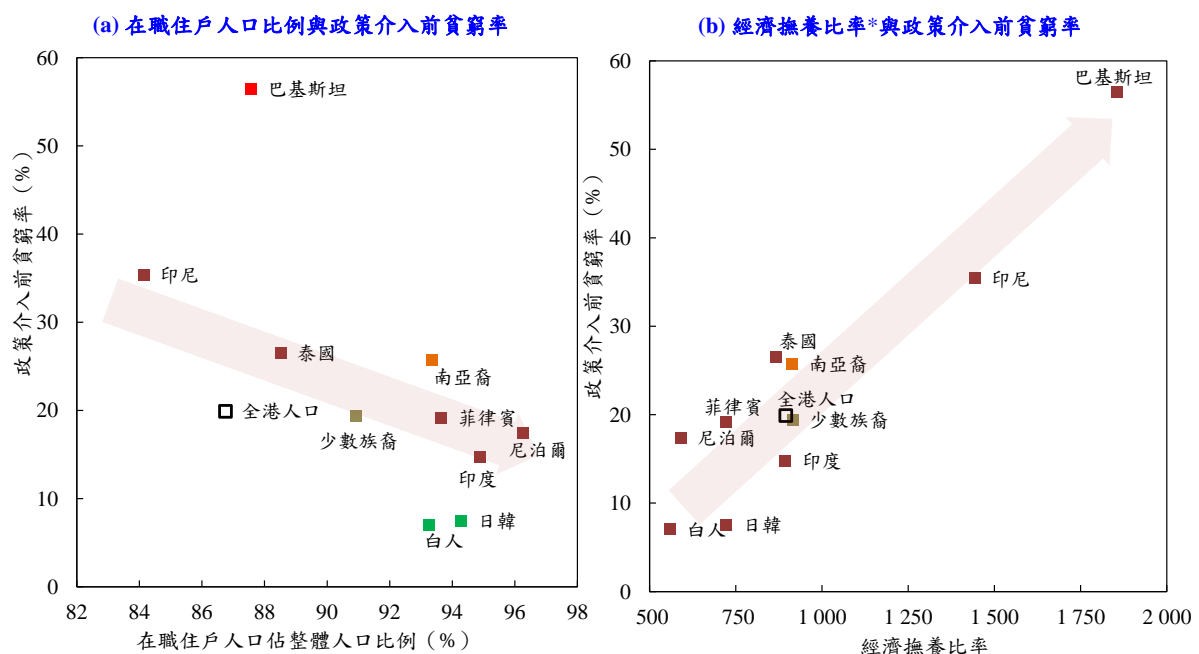 (a) 在職住戶人口比例與政策介入前貧窮率
政策介入前貧窮率（%）
60
50
40
30
20
10
0
巴基斯坦
印尼
泰國
南亞裔
全港人口
菲律賓
少數族裔
尼泊爾
印度
日韓
白人
82 84 86 88 90 92 94 96 98
在職住戶人口佔整體人口比例（%）
(b) 經濟撫養比率*與政策介入前貧窮率
政策介入前貧窮率（%）
60
50
40
30
20
10
0
巴基斯坦
印尼
泰國
南亞裔
全港人口
菲律賓
少數族裔
尼泊爾
印度
日韓
白人
500 750 1 000 1 250 1 500 1 750 2 000
經濟撫養比率